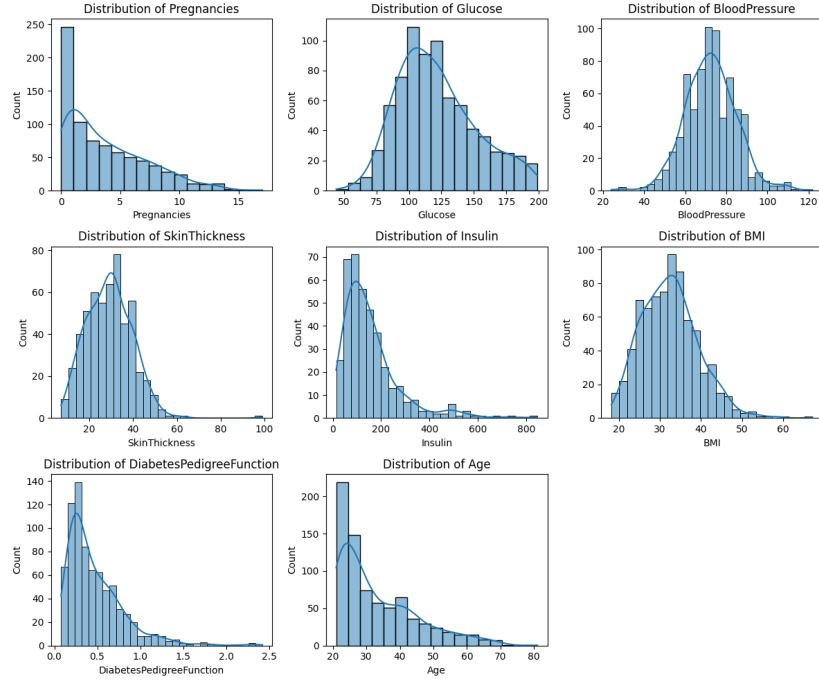 Distribution of Pregnancies
250
200
150
100
50
0
Count
0 5 10 15
Pregnancies
Distribution of Glucose
100
80
60
40
20
0
Count
50 75 100 125 150 175 200
Glucose
Distribution of BloodPressure
100
80
60
40
20
0
Count
20 40 60 80 100 120
BloodPressure
Distribution of SkinThickness
80
60
40
20
0
Count
20 40 60 80 100
SkinThickness
Distribution of Insulin
70
60
50
40
30
20
10
0
Count
0 200 400 600 800
Insulin
Distribution of BMI
100
80
60
40
20
0
Count
20 30 40 50 60
BMI
Distribution of DiabetesPedigreeFunction
140
120
100
80
60
40
20
0
Count
0.0 0.5 1.0 1.5 2.0 2.5
DiabetesPedigreeFunction
Distribution of Age
200
150
100
50
0
Count
20 30 40 50 60 70 80
Age